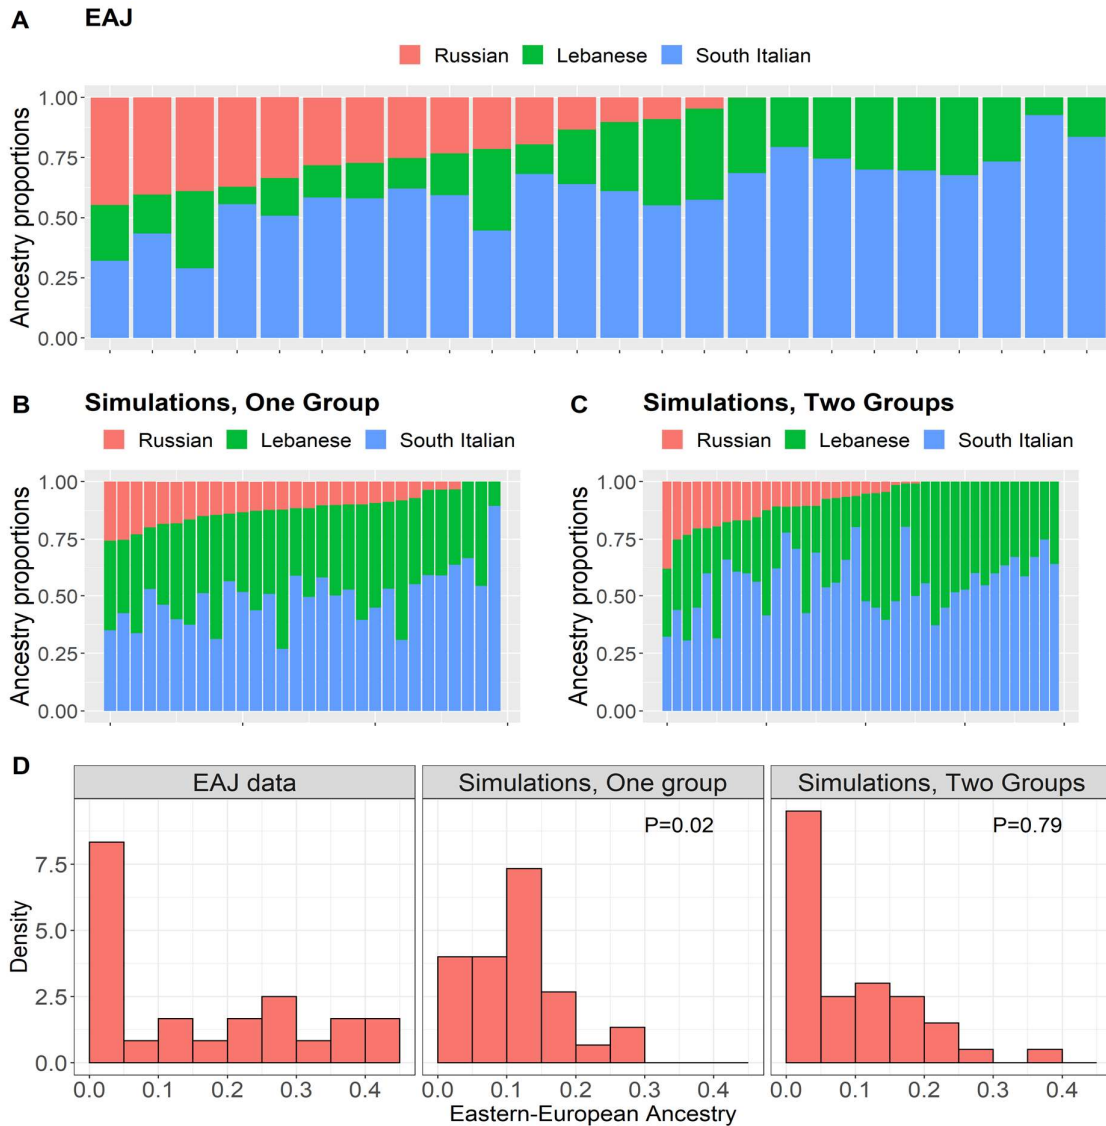 A EAJ
Russian Lebanese South Italian
Ancestry proportions
1.00
0.75
0.50
0.25
0.00
B Simulations, One Group
Russian Lebanese South Italian
Ancestry proportions
1.00
0.75
0.50
0.25
0.00
C Simulations, Two Groups
Russian Lebanese South Italian
Ancestry proportions
1.00
0.75
0.50
0.25
0.00
D
EAJ data
Simulations, One group
Simulations, Two Groups
P=0.02
P=0.79
Density
7.5
5.0
2.5
0.0
0.0 0.1 0.2 0.3 0.4
0.0 0.1 0.2 0.3 0.4
0.0 0.1 0.2 0.3 0.4
Eastern-European Ancestry